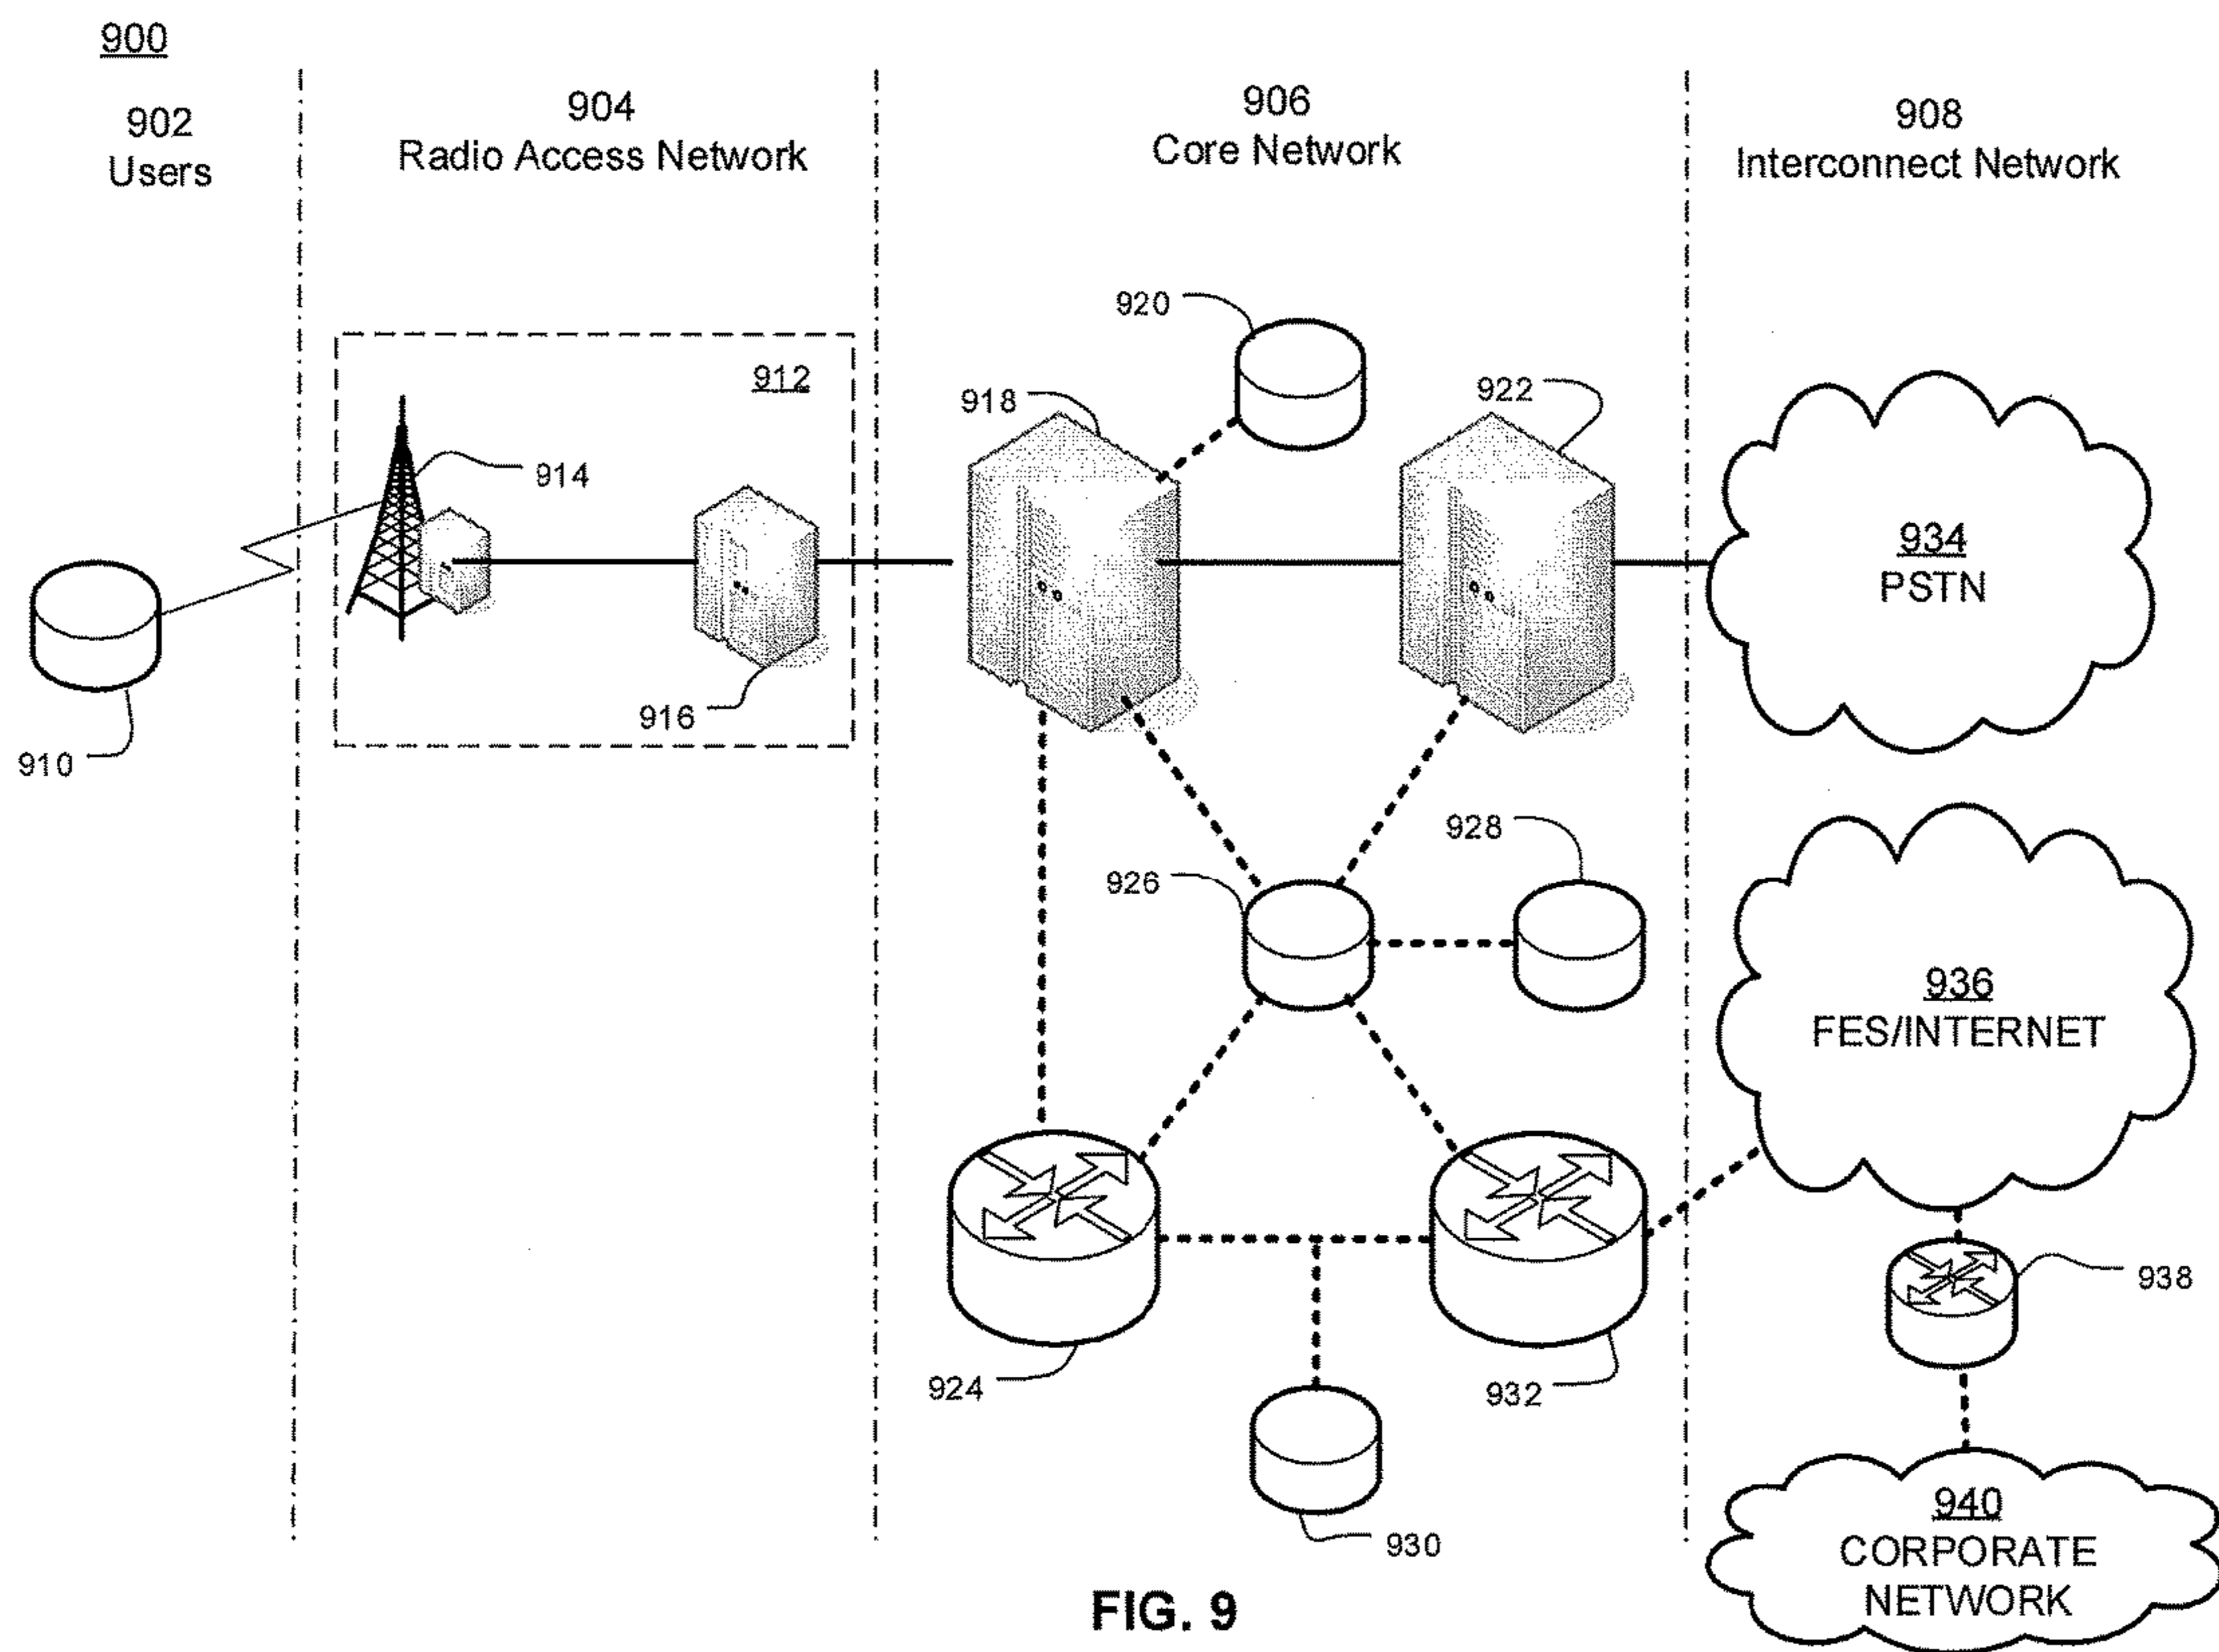 900
902
Users
904
Radio Access Network
906
Core Network
908
Interconnect Network
920
912
918
922
914
934
PSTN
916
910
928
926
936
FES/INTERNET
938
924
932
940
CORPORATE
NETWORK
930
FIG. 9